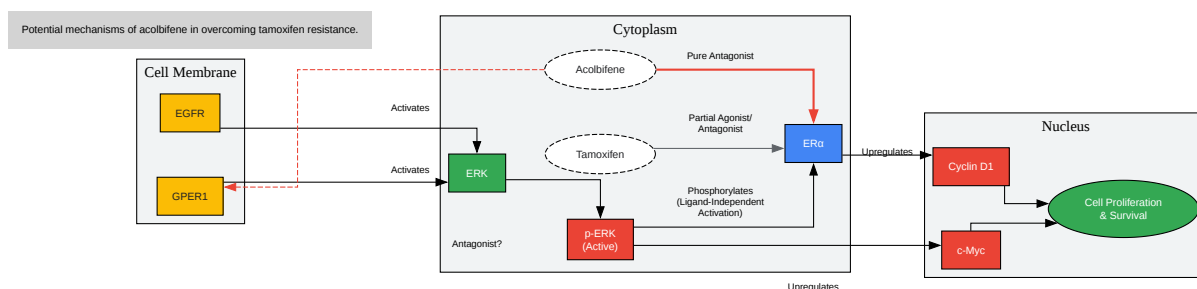 Potential mechanisms of acolbifene in overcoming tamoxifen resistance.
Cell Membrane
EGFR
GPER1
Activates
Activates
Cytoplasm
Acolbifene
Pure Antagonist
Partial Agonist/
Antagonist
Tamoxifen
ERα
ERK
Phosphorylates
(Ligand-Independent
Activation)
p-ERK
(Active)
Antagonist?
Upregulates
Upregulates
Nucleus
Cyclin D1
Cell Proliferation
& Survival
c-Myc